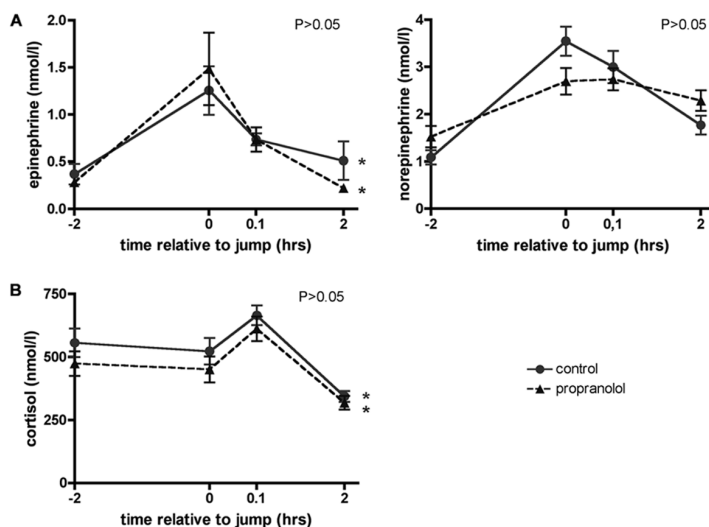 A
P>0.05
epinephrine (nmol/l)
2.0
1.5
1.0
0.5
0.0
-2
0
0.1
2
*
*
time relative to jump (hrs)
P>0.05
norepinephrine (nmol/l)
4
3
2
1
0
-2
0
0,1
2
time relative to jump (hrs)
B
P>0.05
cortisol (nmol/l)
750
500
250
0
-2
0
0.1
2
*
*
time relative to jump (hrs)
control
propranolol